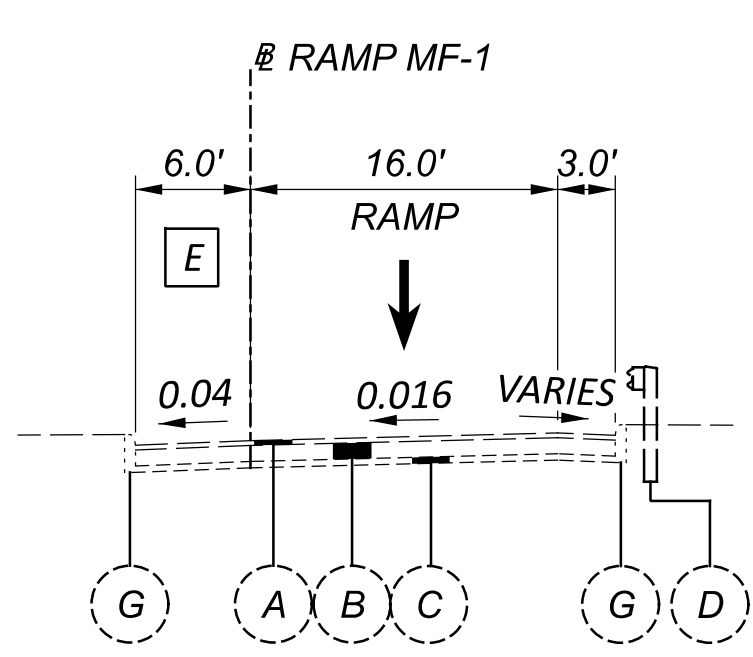 ℄ RAMP MF-1
6.0' 16.0' 3.0'
RAMP
E
0.04 0.016 VARIES
G A B C G D